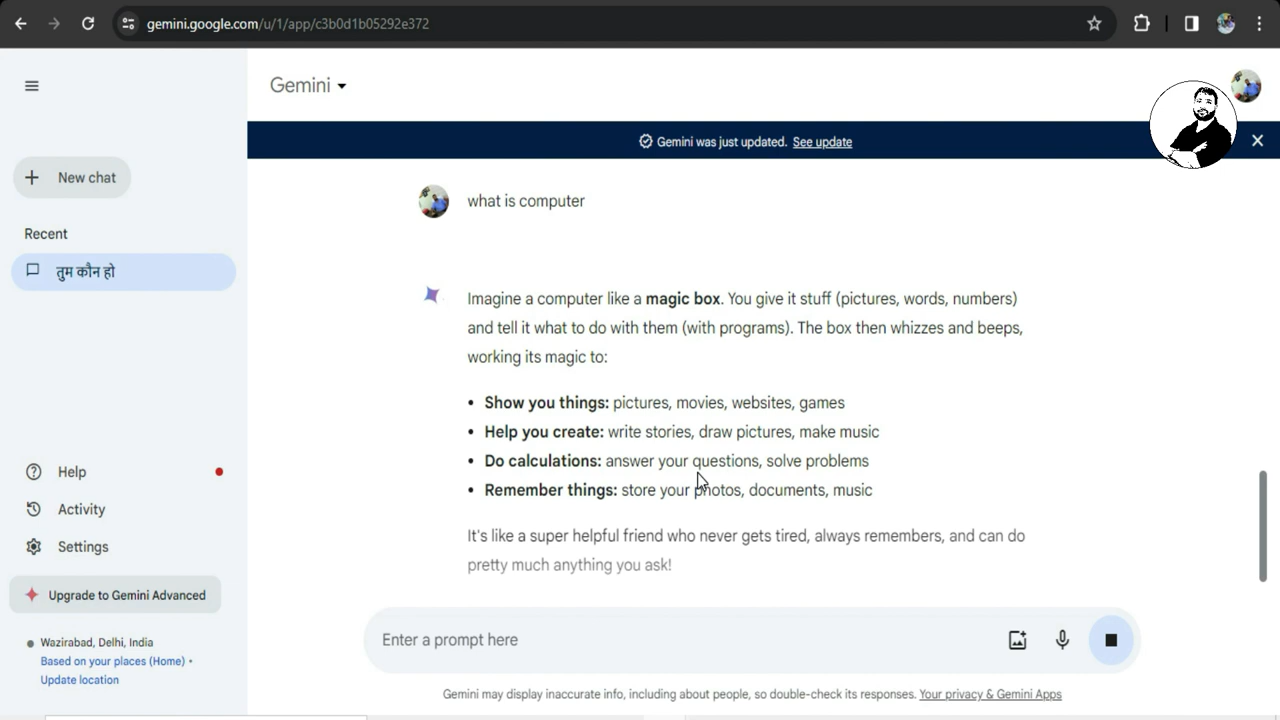 gemini.google.com/u/1/app/c3b0d1b05292e372
Gemini
Gemini was just updated. See update
New chat
Recent
तुम कौन हो
what is computer
Imagine a computer like a magic box. You give it stuff (pictures, words, numbers)
and tell it what to do with them (with programs). The box then whizzes and beeps,
working its magic to:
• Show you things: pictures, movies, websites, games
• Help you create: write stories, draw pictures, make music
• Do calculations: answer your questions, solve problems
• Remember things: store your photos, documents, music
It's like a super helpful friend who never gets tired, always remembers, and can do
pretty much anything you ask!
Help
Activity
Settings
Upgrade to Gemini Advanced
Wazirabad, Delhi, India
Based on your places (Home) •
Update location
Enter a prompt here
Gemini may display inaccurate info, including about people, so double-check its responses. Your privacy & Gemini Apps